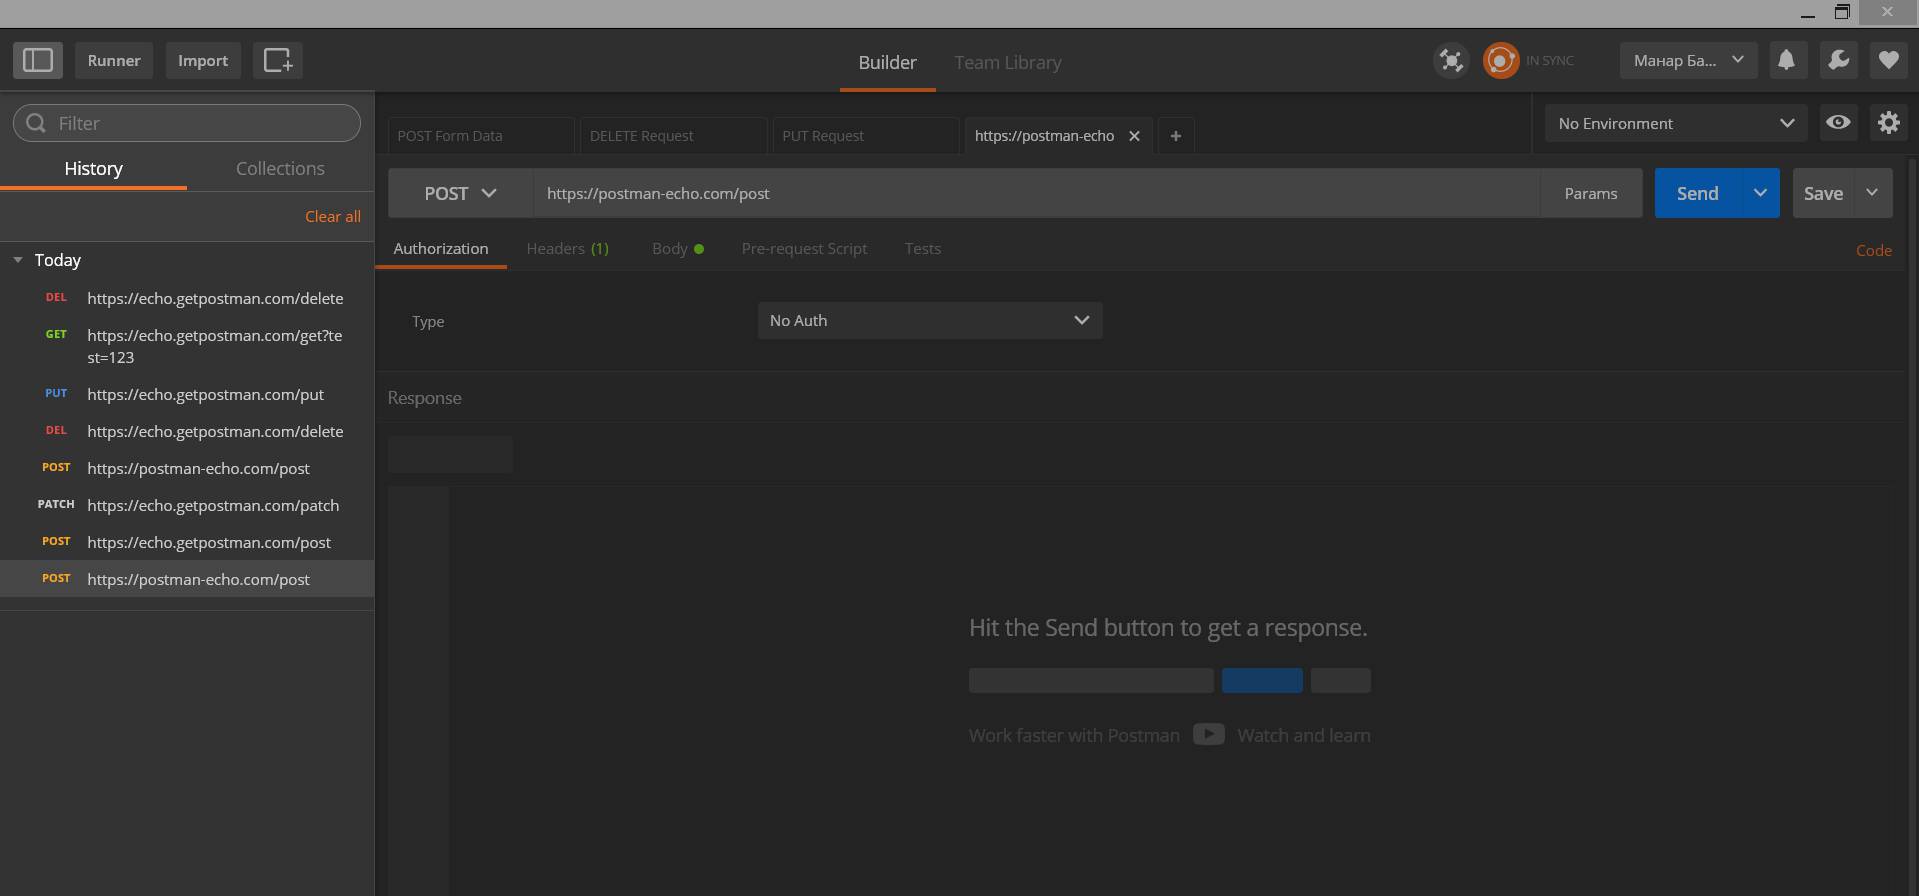 Runner
Import
Builder
Team Library
IN SYNC
Манар Ба...
Filter
History
Collections
Clear all
Today
DEL https://echo.getpostman.com/delete
GET https://echo.getpostman.com/get?te
st=123
PUT https://echo.getpostman.com/put
DEL https://echo.getpostman.com/delete
POST https://postman-echo.com/post
PATCH https://echo.getpostman.com/patch
POST https://echo.getpostman.com/post
POST https://postman-echo.com/post
POST Form Data
DELETE Request
PUT Request
https://postman-echo
No Environment
POST
https://postman-echo.com/post
Params
Send
Save
Authorization
Headers (1)
Body
Pre-request Script
Tests
Code
Type
No Auth
Response
Hit the Send button to get a response.
Work faster with Postman
Watch and learn